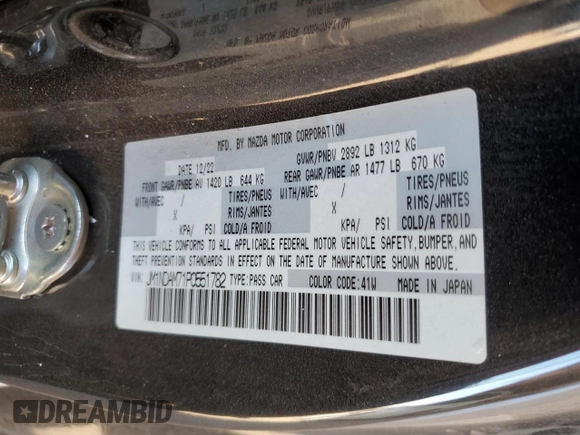 MFD. BY MAZDA MOTOR CORPORATION
DATE 12/22 GVWR/PNBV 2892 LB 1312 KG
FRONT GAWR/PNBE AV 1420 LB 644 KG REAR GAWR/PNBE AR 1477 LB 670 KG
WITH/AVEC / TIRES/PNEUS WITH/AVEC / TIRES/PNEUS
X RIMS/JANTES X RIMS/JANTES
KPA/ PSI COLD/A FROID KPA/ PSI COLD/A FROID
THIS VEHICLE CONFORMS TO ALL APPLICABLE FEDERAL MOTOR VEHICLE SAFETY, BUMPER, AND
THEFT PREVENTION STANDARDS IN EFFECT ON THE DATE OF MANUFACTURE SHOWN ABOVE.
VIN: JM1NDAM71P0551782 TYPE:PASS CAR COLOR CODE:41W MADE IN JAPAN
DREAMBID